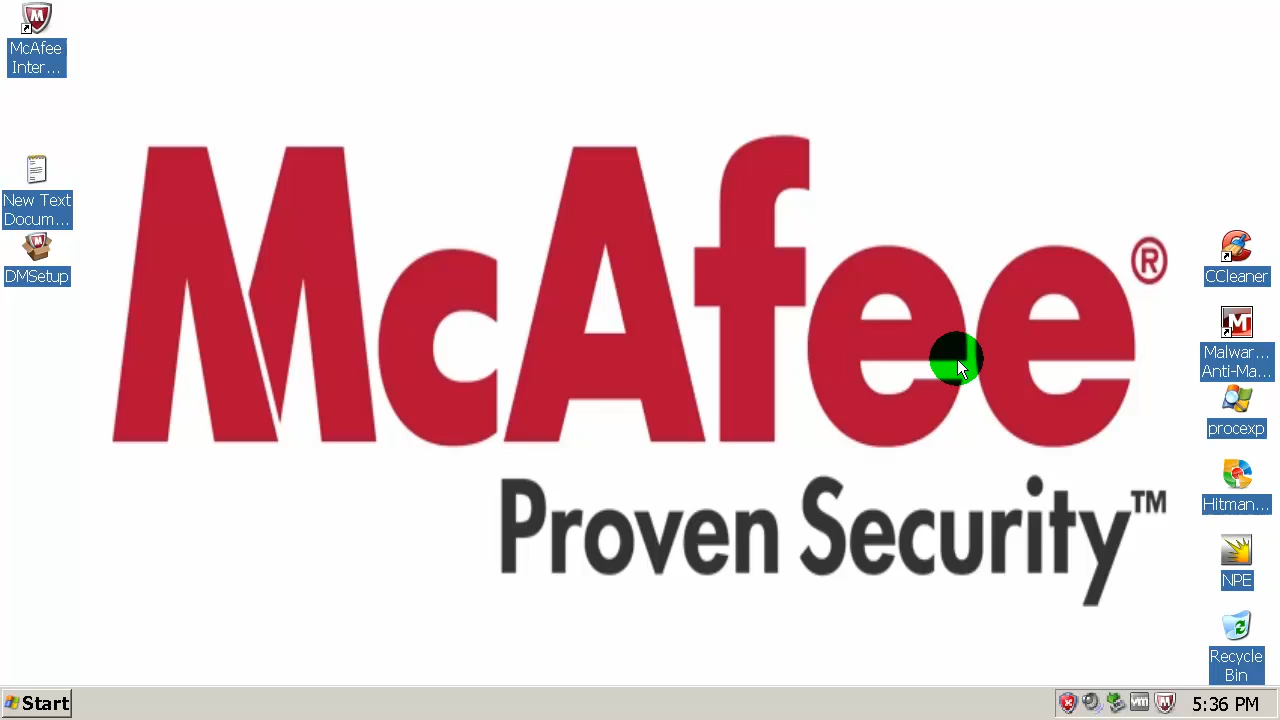 McAfee
Inter...
New Text
Docum...
DMSetup
McAfee®
Proven Security™
CCleaner
Malwar...
Anti-Ma...
procexp
Hitman...
NPE
Recycle
Bin
Start
vm
5:36 PM